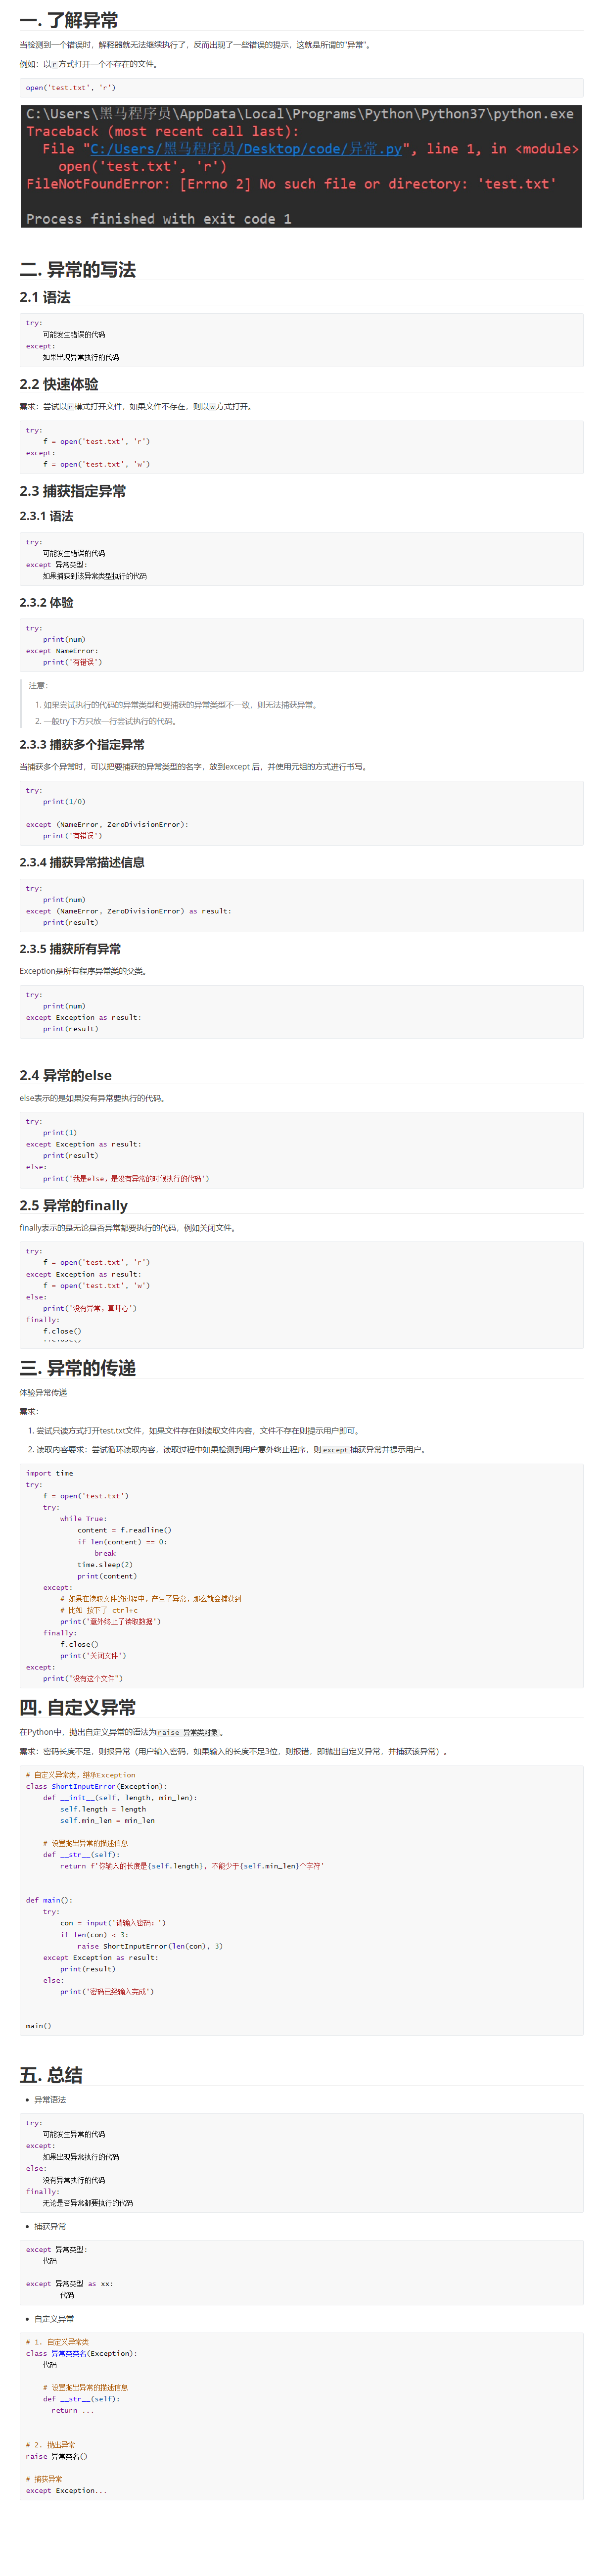 一. 了解异常
当检测到一个错误时，解释器就无法继续执行了，反而出现了一些错误的提示，这就是所谓的"异常"。
例如：以r方式打开一个不存在的文件。
open('test.txt', 'r')
C:\Users\黑马程序员\AppData\Local\Programs\Python\Python37\python.exe
Traceback (most recent call last):
  File "C:/Users/黑马程序员/Desktop/code/异常.py", line 1, in <module>
    open('test.txt', 'r')
FileNotFoundError: [Errno 2] No such file or directory: 'test.txt'
Process finished with exit code 1
二. 异常的写法
2.1 语法
try:
    可能发生错误的代码
except:
    如果出现异常执行的代码
2.2 快速体验
需求：尝试以r模式打开文件，如果文件不存在，则以w方式打开。
try:
    f = open('test.txt', 'r')
except:
    f = open('test.txt', 'w')
2.3 捕获指定异常
2.3.1 语法
try:
    可能发生错误的代码
except 异常类型:
    如果捕获到该异常类型执行的代码
2.3.2 体验
try:
    print(num)
except NameError:
    print('有错误')
注意：
1. 如果尝试执行的代码的异常类型和要捕获的异常类型不一致，则无法捕获异常。
2. 一般try下方只放一行尝试执行的代码。
2.3.3 捕获多个指定异常
当捕获多个异常时，可以把要捕获的异常类型的名字，放到except 后，并使用元组的方式进行书写。
try:
    print(1/0)
except (NameError, ZeroDivisionError):
    print('有错误')
2.3.4 捕获异常描述信息
try:
    print(num)
except (NameError, ZeroDivisionError) as result:
    print(result)
2.3.5 捕获所有异常
Exception是所有程序异常类的父类。
try:
    print(num)
except Exception as result:
    print(result)
2.4 异常的else
else表示的是如果没有异常要执行的代码。
try:
    print(1)
except Exception as result:
    print(result)
else:
    print('我是else，是没有异常的时候执行的代码')
2.5 异常的finally
finally表示的是无论是否异常都要执行的代码，例如关闭文件。
try:
    f = open('test.txt', 'r')
except Exception as result:
    f = open('test.txt', 'w')
else:
    print('没有异常，真开心')
finally:
    f.close()
三. 异常的传递
体验异常传递
需求：
1. 尝试只读方式打开test.txt文件，如果文件存在则读取文件内容，文件不存在则提示用户即可。
2. 读取内容要求：尝试循环读取内容，读取过程中如果检测到用户意外终止程序，则except捕获异常并提示用户。
import time
try:
    f = open('test.txt')
    try:
        while True:
            content = f.readline()
            if len(content) == 0:
                break
            time.sleep(2)
            print(content)
    except:
        # 如果在读取文件的过程中，产生了异常，那么就会捕获到
        # 比如 按下了 ctrl+c
        print('意外终止了读取数据')
    finally:
        f.close()
        print('关闭文件')
except:
    print("没有这个文件")
四. 自定义异常
在Python中，抛出自定义异常的语法为raise 异常类对象。
需求：密码长度不足，则报异常（用户输入密码，如果输入的长度不足3位，则报错，即抛出自定义异常，并捕获该异常）。
# 自定义异常类，继承Exception
class ShortInputError(Exception):
    def __init__(self, length, min_len):
        self.length = length
        self.min_len = min_len
    # 设置抛出异常的描述信息
    def __str__(self):
        return f'你输入的长度是{self.length}, 不能少于{self.min_len}个字符'
def main():
    try:
        con = input('请输入密码：')
        if len(con) < 3:
            raise ShortInputError(len(con), 3)
    except Exception as result:
        print(result)
    else:
        print('密码已经输入完成')
main()
五. 总结
• 异常语法
try:
    可能发生异常的代码
except:
    如果出现异常执行的代码
else:
    没有异常执行的代码
finally:
    无论是否异常都要执行的代码
• 捕获异常
except 异常类型:
    代码
except 异常类型 as xx:
        代码
• 自定义异常
# 1. 自定义异常类
class 异常类类名(Exception):
    代码
    # 设置抛出异常的描述信息
    def __str__(self):
      return ...
# 2. 抛出异常
raise 异常类名()
# 捕获异常
except Exception...